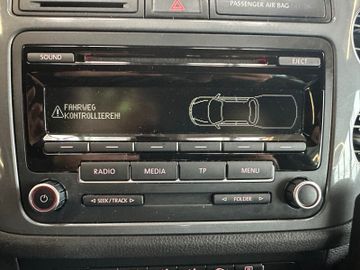 PASSENGER AIR BAG
SOUND
EJECT
FAHRWEG
KONTROLLIEREN!
RADIO
MEDIA
TP
MENU
SEEK/TRACK
FOLDER